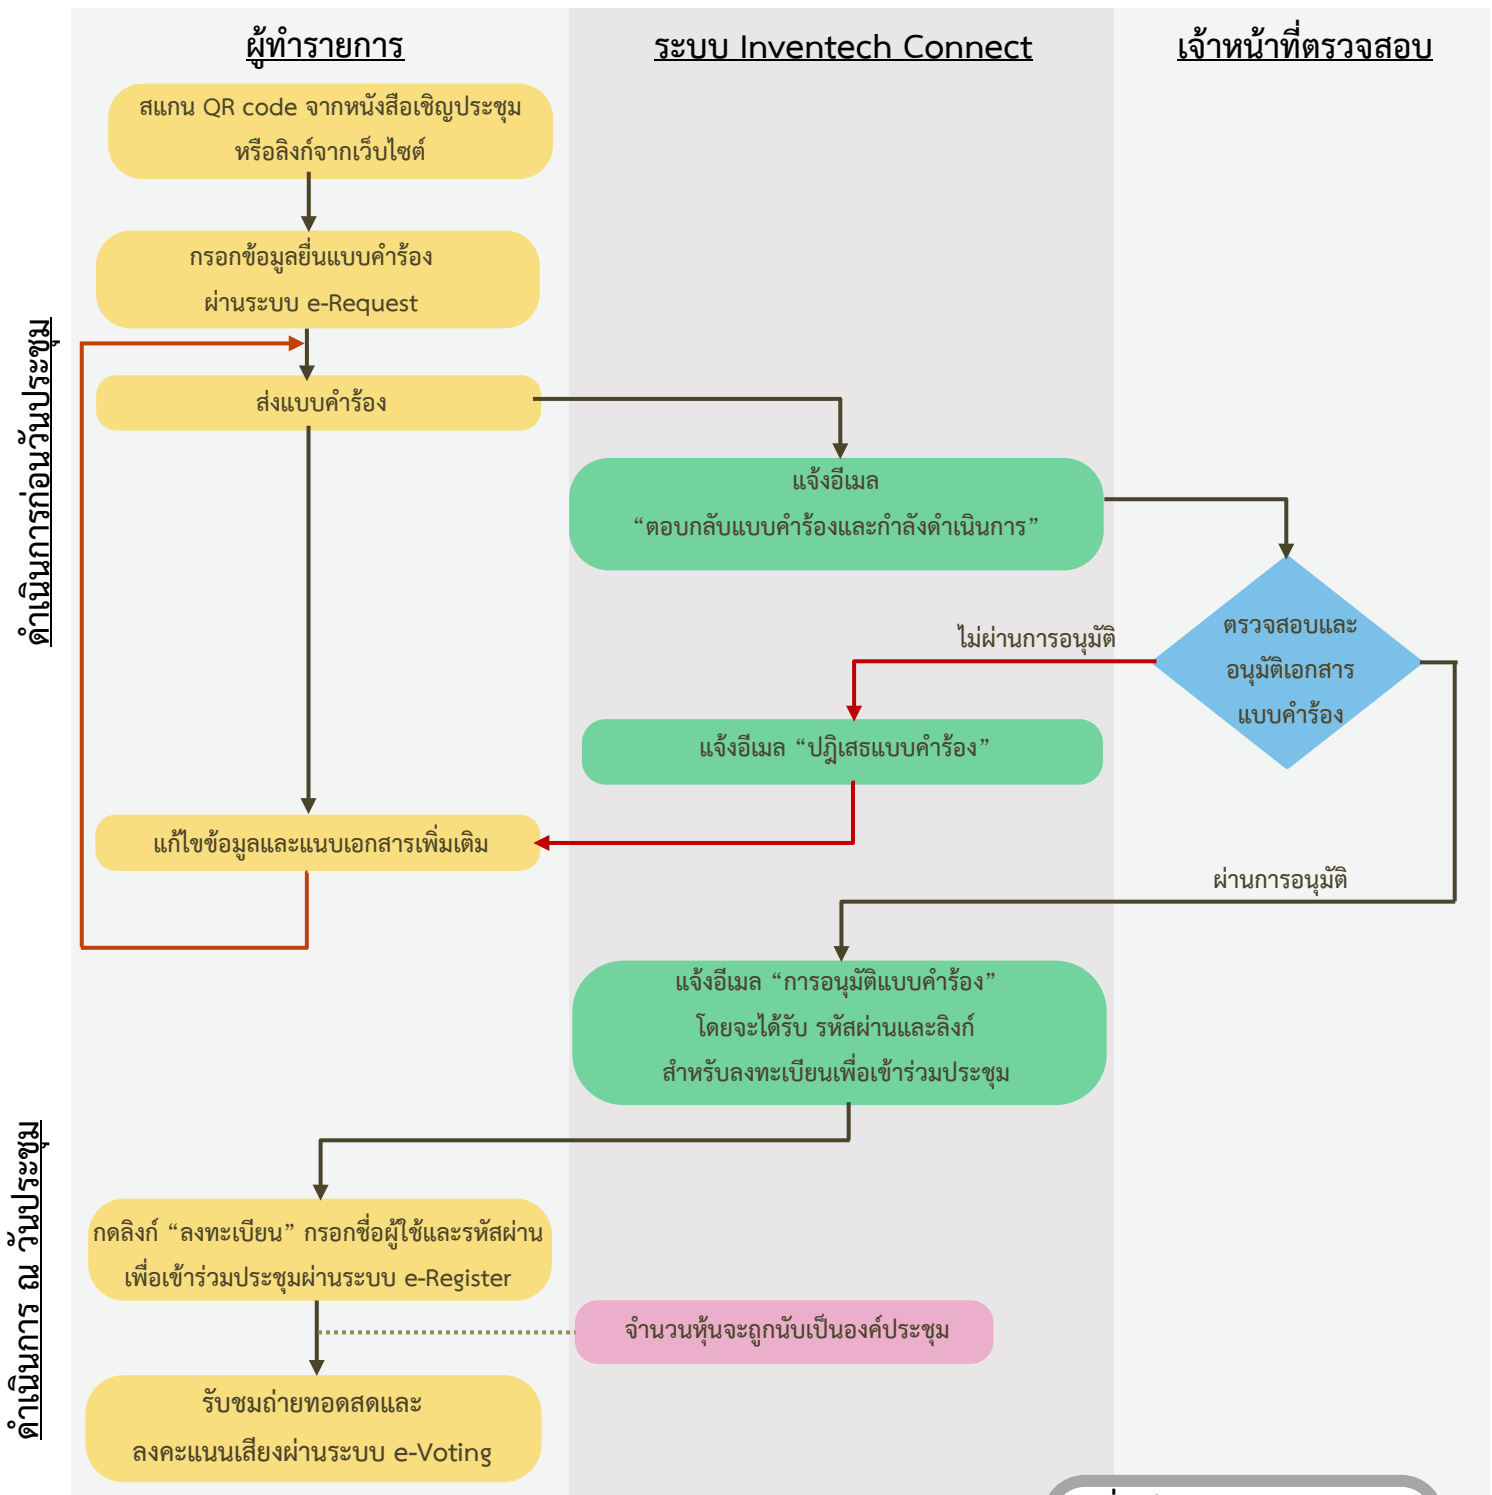 ผู้ทำรายการ
ระบบ Inventech Connect
เจ้าหน้าที่ตรวจสอบ
ดำเนินการก่อนวันประชุม
สแกน QR code จากหนังสือเชิญประชุม
หรือลิงก์จากเว็บไซต์
กรอกข้อมูลยื่นแบบคำร้อง
ผ่านระบบ e-Request
ส่งแบบคำร้อง
แจ้งอีเมล
“ตอบกลับแบบคำร้องและกำลังดำเนินการ”
ตรวจสอบและ
อนุมัติเอกสาร
แบบคำร้อง
ไม่ผ่านการอนุมัติ
แจ้งอีเมล “ปฎิเสธแบบคำร้อง”
แก้ไขข้อมูลและแนบเอกสารเพิ่มเติม
ผ่านการอนุมัติ
แจ้งอีเมล “การอนุมัติแบบคำร้อง”
โดยจะได้รับ รหัสผ่านและลิงก์
สำหรับลงทะเบียนเพื่อเข้าร่วมประชุม
ดำเนินการ ณ วันประชุม
กดลิงก์ “ลงทะเบียน” กรอกชื่อผู้ใช้และรหัสผ่าน
เพื่อเข้าร่วมประชุมผ่านระบบ e-Register
จำนวนหุ้นจะถูกนับเป็นองค์ประชุม
รับชมถ่ายทอดสดและ
ลงคะแนนเสียงผ่านระบบ e-Voting